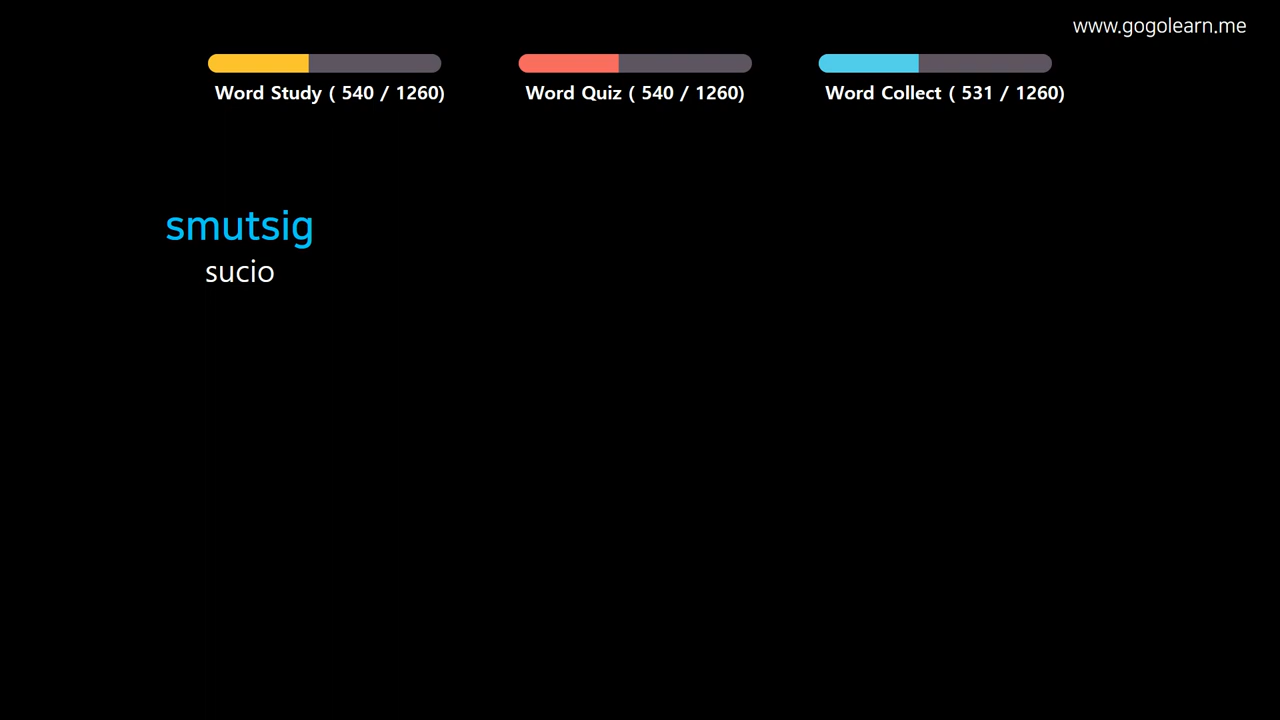 www.gogolearn.me
Word Study ( 540 / 1260)
Word Quiz ( 540 / 1260)
Word Collect ( 531 / 1260)
smutsig
sucio